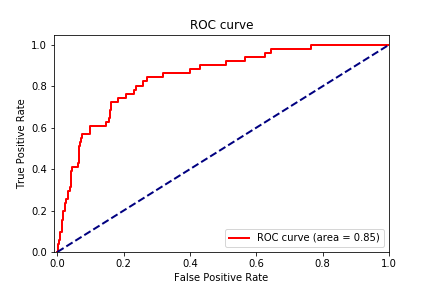 ROC curve
1.0
0.8
0.6
0.4
0.2
0.0
True Positive Rate
ROC curve (area = 0.85)
0.0 0.2 0.4 0.6 0.8 1.0
False Positive Rate